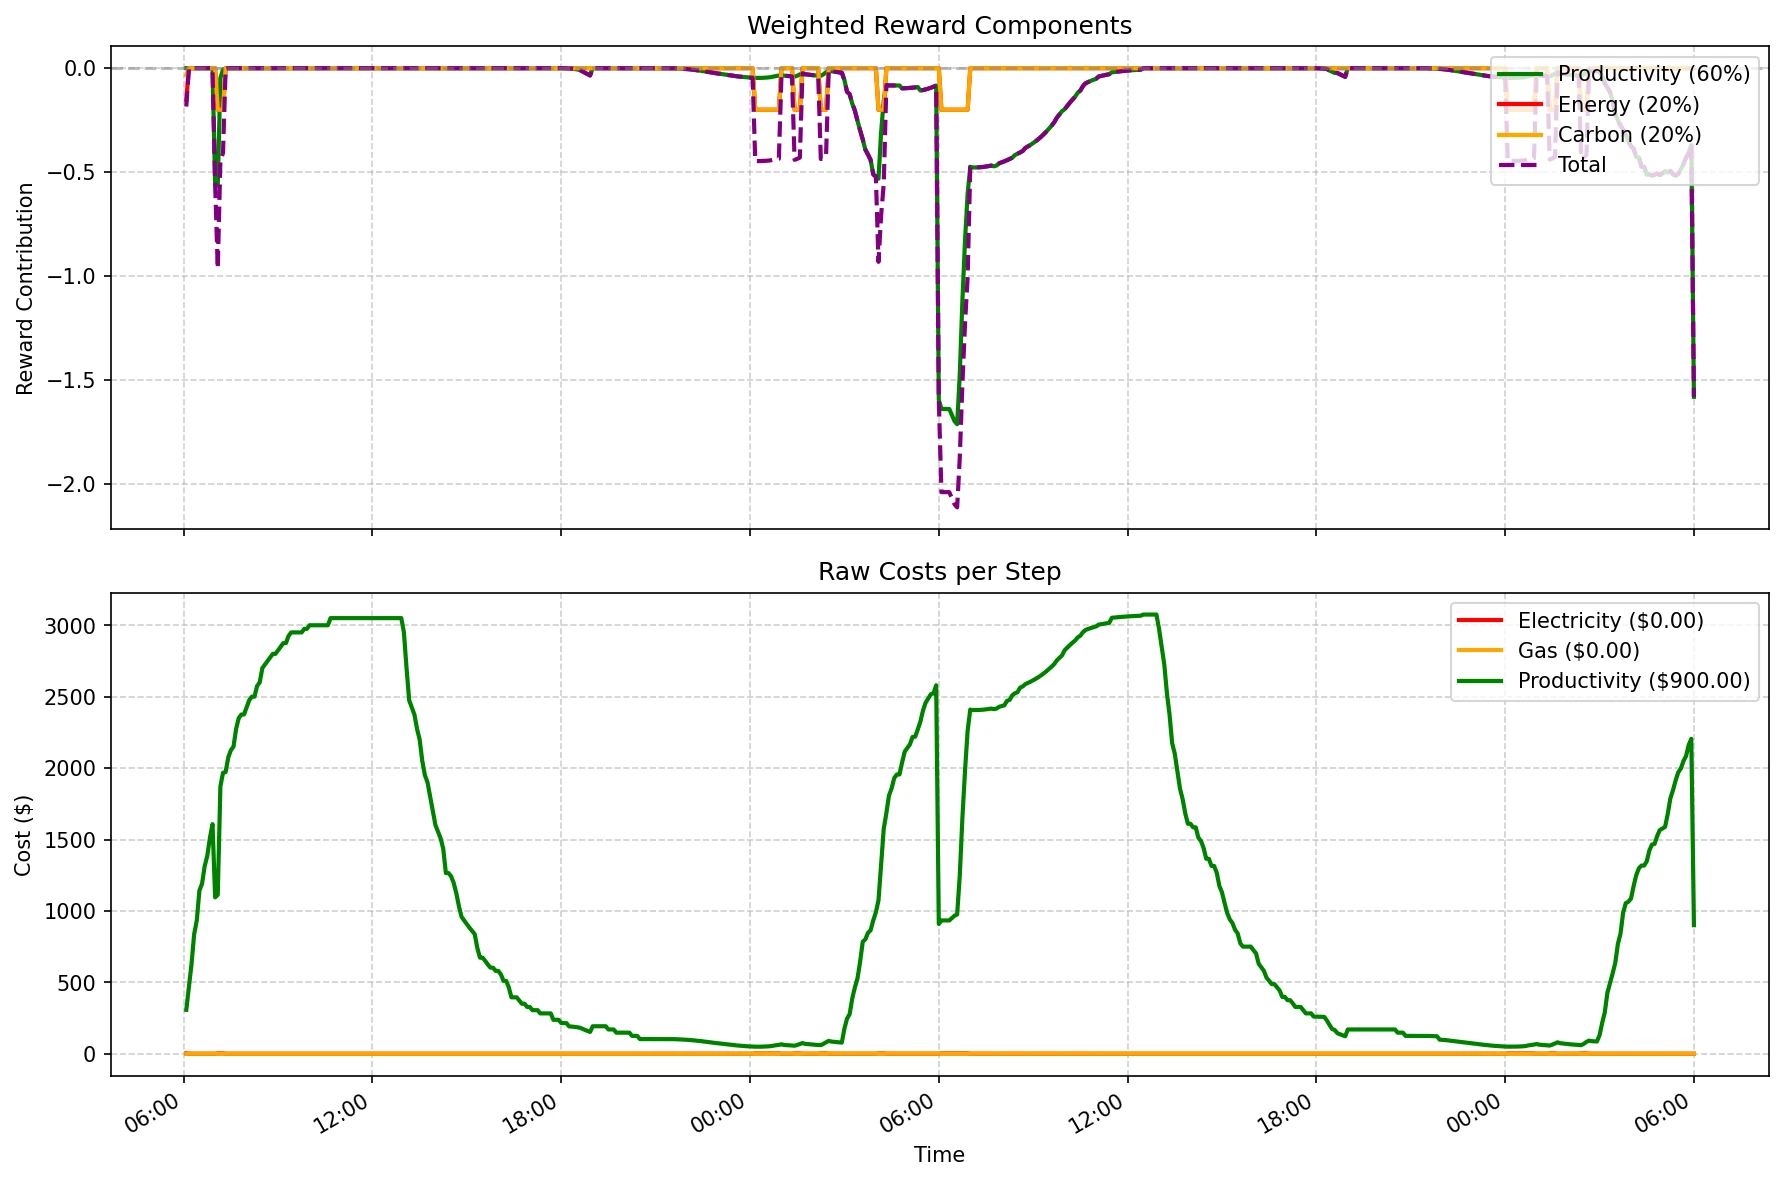 Weighted Reward Components
Reward Contribution
0.0
−0.5
−1.0
−1.5
−2.0
Productivity (60%)
Energy (20%)
Carbon (20%)
Total
Raw Costs per Step
Cost ($)
3000
2500
2000
1500
1000
500
0
Electricity ($0.00)
Gas ($0.00)
Productivity ($900.00)
06:00 12:00 18:00 00:00 06:00 12:00 18:00 00:00 06:00
Time